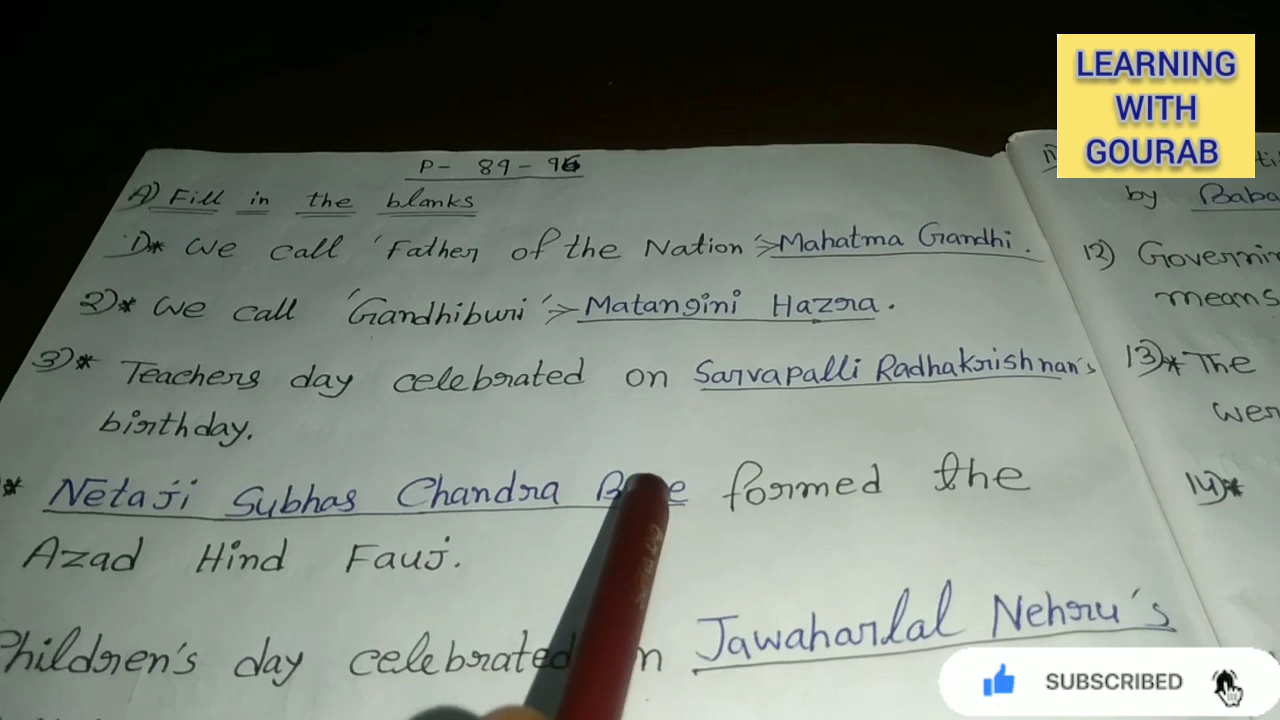 LEARNING
WITH
GOURAB
P- 89-96
A) Fill in the blanks
1)* We call 'Father of the Nation'> Mahatma Gandhi.
2)* We call 'Gandhiburi'> Matangini Hazra.
3)* Teachers day celebrated on Sarvapalli Radhakrishnan's
birthday.
* Netaji Subhas Chandra formed the
Azad Hind Fauj.
Children's day celebrated Jawaharlal Nehru's
11)
by Baba
12)
means
13)* The
14)*
SUBSCRIBED